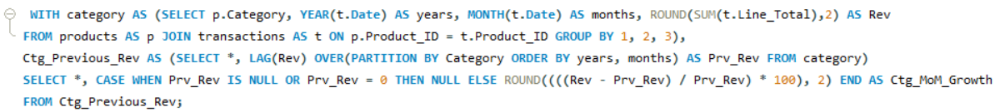 WITH category AS (SELECT p.Category, YEAR(t.Date) AS years, MONTH(t.Date) AS months, ROUND(SUM(t.Line_Total),2) AS Rev
FROM products AS p JOIN transactions AS t ON p.Product_ID = t.Product_ID GROUP BY 1, 2, 3),
Ctg_Previous_Rev AS (SELECT *, LAG(Rev) OVER(PARTITION BY Category ORDER BY years, months) AS Prv_Rev FROM category)
SELECT *, CASE WHEN Prv_Rev IS NULL OR Prv_Rev = 0 THEN NULL ELSE ROUND((((Rev - Prv_Rev) / Prv_Rev) * 100), 2) END AS Ctg_MoM_Growth
FROM Ctg_Previous_Rev;